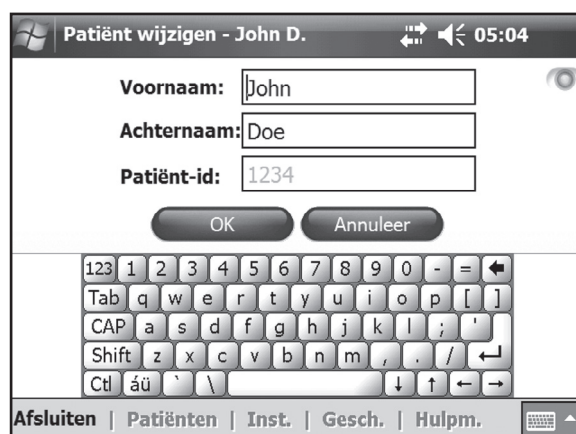 Patiënt wijzigen - John D. 05:04
Voornaam: John
Achternaam: Doe
Patiënt-id: 1234
OK Annuleer
123 1 2 3 4 5 6 7 8 9 0 - =
Tab q w e r t y u i o p [ ]
CAP a s d f g h j k l ; '
Shift z x c v b n m , . /
Ctl áü ` \
Afsluiten | Patiënten | Inst. | Gesch. | Hulpm.